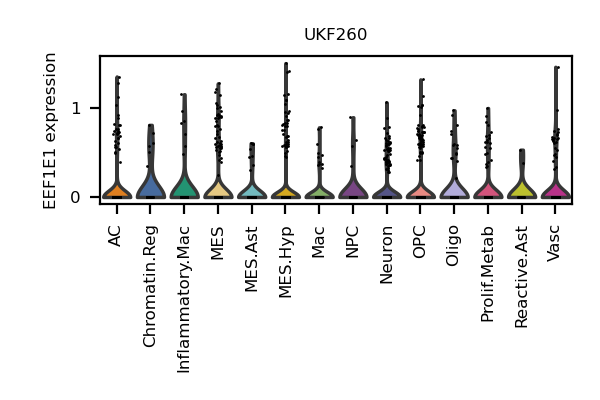 UKF260
EEF1E1 expression
1
0
AC
Chromatin.Reg
Inflammatory.Mac
MES
MES.Ast
MES.Hyp
Mac
NPC
Neuron
OPC
Oligo
Prolif.Metab
Reactive.Ast
Vasc